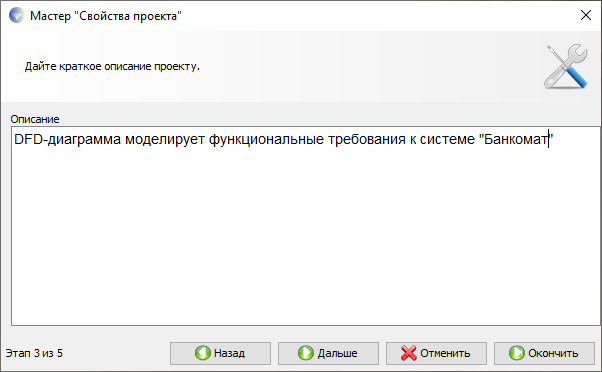 Мастер "Свойства проекта"
Дайте краткое описание проекту.
Описание
DFD-диаграмма моделирует функциональные требования к системе "Банкомат"
Этап 3 из 5
Назад
Дальше
Отменить
Окончить